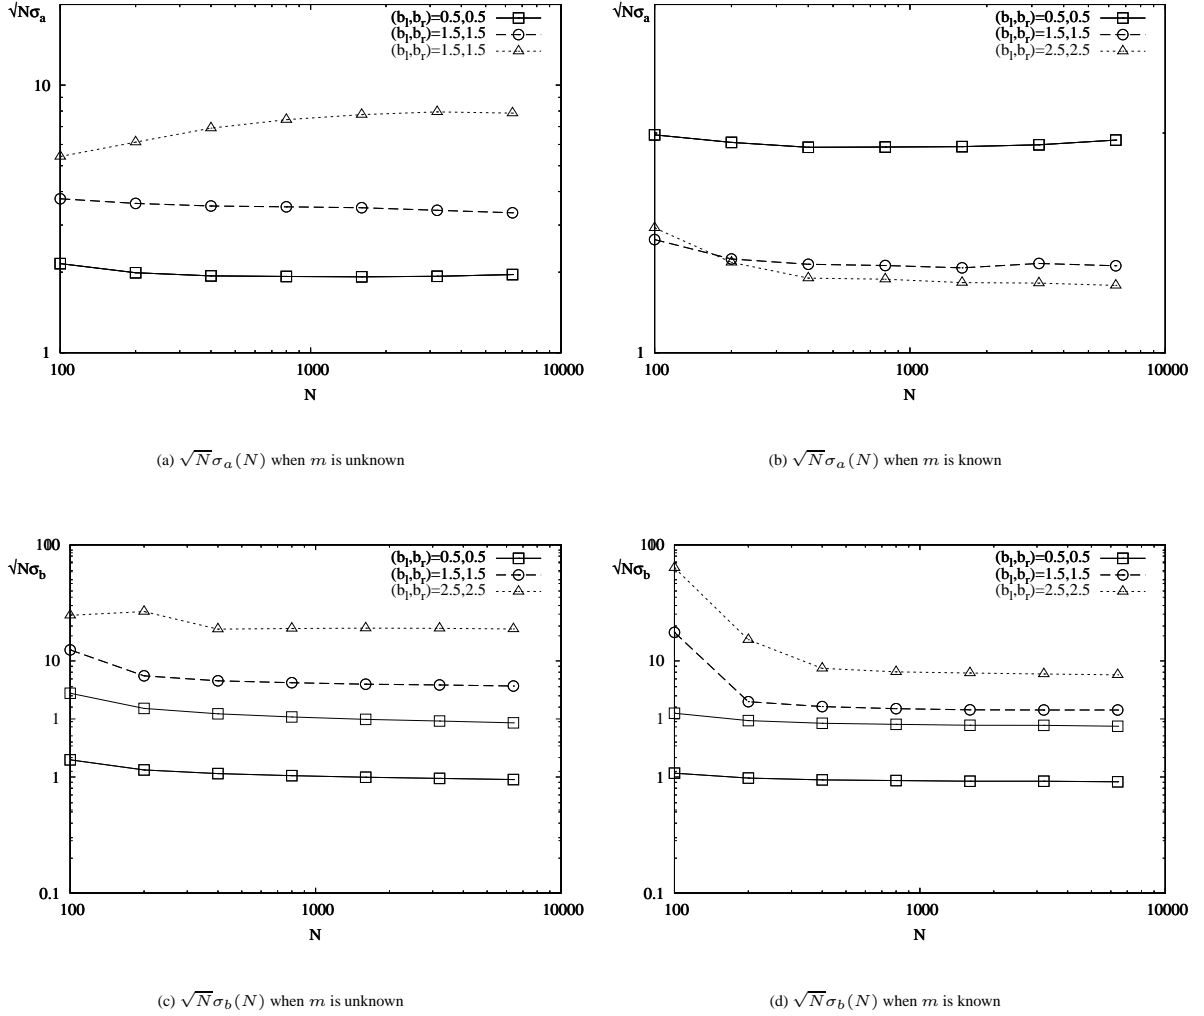 √Nσa
(bl,br)=0.5,0.5
(bl,br)=1.5,1.5
(bl,br)=1.5,1.5
10
1
100 1000 10000
N
(a) √Nσa(N) when m is unknown
√Nσa
(bl,br)=0.5,0.5
(bl,br)=1.5,1.5
(bl,br)=2.5,2.5
1
100 1000 10000
N
(b) √Nσa(N) when m is known
100
√Nσb
(bl,br)=0.5,0.5
(bl,br)=1.5,1.5
(bl,br)=2.5,2.5
10
1
1
0.1
100 1000 10000
N
(c) √Nσb(N) when m is unknown
100
√Nσb
(bl,br)=0.5,0.5
(bl,br)=1.5,1.5
(bl,br)=2.5,2.5
10
1
1
0.1
100 1000 10000
N
(d) √Nσb(N) when m is known